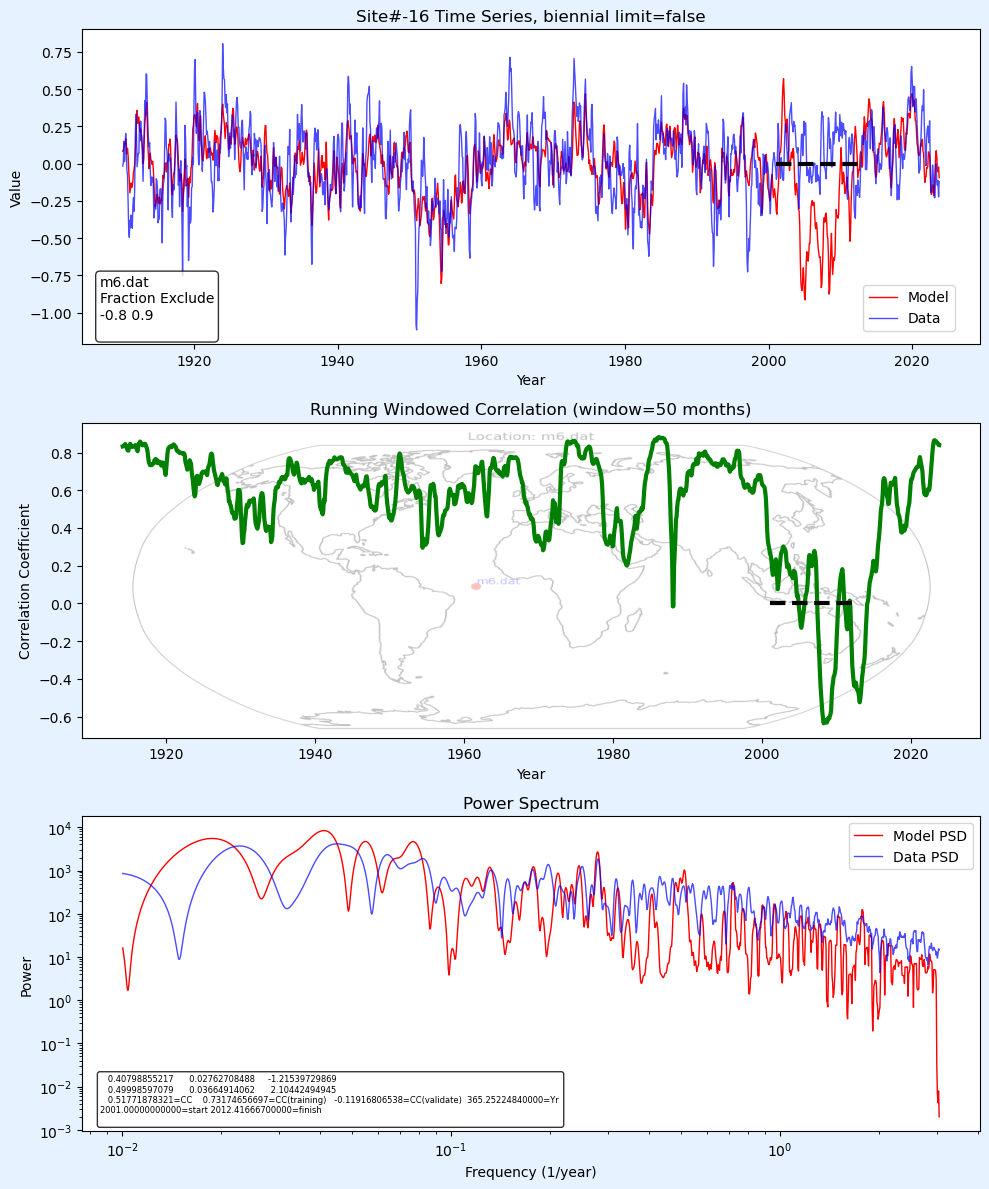 Site#-16 Time Series, biennial limit=false
Value
0.75
0.50
0.25
0.00
−0.25
−0.50
−0.75
−1.00
m6.dat
Fraction Exclude
-0.8 0.9
Model
Data
1920
1940
1960
1980
2000
2020
Year
Running Windowed Correlation (window=50 months)
Location: m6.dat
Correlation Coefficient
0.8
0.6
0.4
0.2
0.0
−0.2
−0.4
−0.6
m6.dat
1920
1940
1960
1980
2000
2020
Year
Power Spectrum
Power
10^4
10^3
10^2
10^1
10^0
10^−1
10^−2
10^−3
Model PSD
Data PSD
0.40798855217 0.02762708488 -1.21539729869
0.49998597079 0.03664914062 2.10442494945
0.51771878321=CC 0.73174656697=CC(training) -0.11916806538=CC(validate) 365.25224840000=Yr
2001.00000000000=start 2012.41666700000=finish
10^−2
10^−1
10^0
Frequency (1/year)